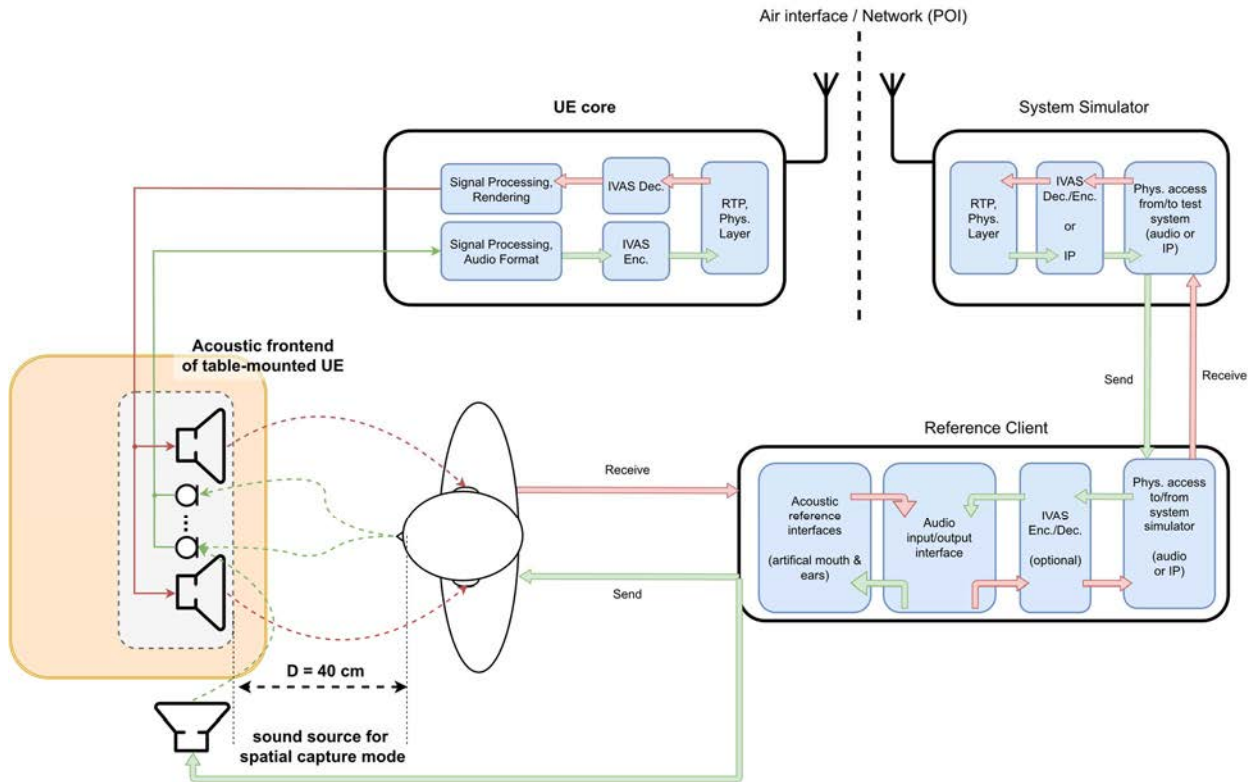 Air interface / Network (POI)
UE core
System Simulator
Signal Processing,
Rendering
IVAS Dec.
RTP,
Phys.
Layer
Signal Processing,
Audio Format
IVAS
Enc.
RTP,
Phys.
Layer
IVAS
Dec./Enc.
or
IP
Phys. access
from/to test
system
(audio or
IP)
Acoustic frontend
of table-mounted UE
Send
Receive
Reference Client
Receive
Acoustic
reference
interfaces
(artifical mouth &
ears)
Audio
input/output
interface
IVAS
Enc./Dec.
(optional)
Phys. access
to/from
system
simulator
(audio
or IP)
Send
D = 40 cm
sound source for
spatial capture mode